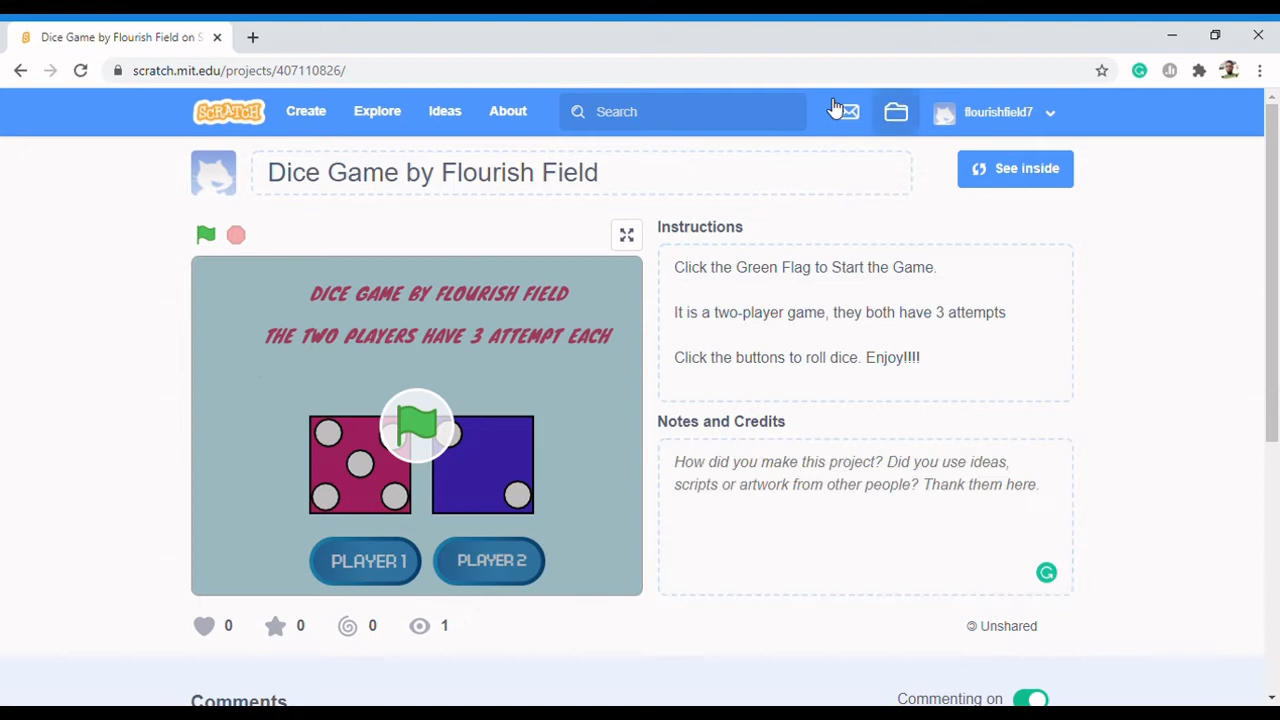 Dice Game by Flourish Field on S
scratch.mit.edu/projects/407110826/
SCRATCH Create Explore Ideas About Search flourishfield7
Dice Game by Flourish Field
See inside
Instructions
Click the Green Flag to Start the Game.
It is a two-player game, they both have 3 attempts
Click the buttons to roll dice. Enjoy!!!!
DICE GAME BY FLOURISH FIELD
THE TWO PLAYERS HAVE 3 ATTEMPT EACH
PLAYER 1 PLAYER 2
Notes and Credits
How did you make this project? Did you use ideas,
scripts or artwork from other people? Thank them here.
0 0 0 1
Unshared
Comments
Commenting on